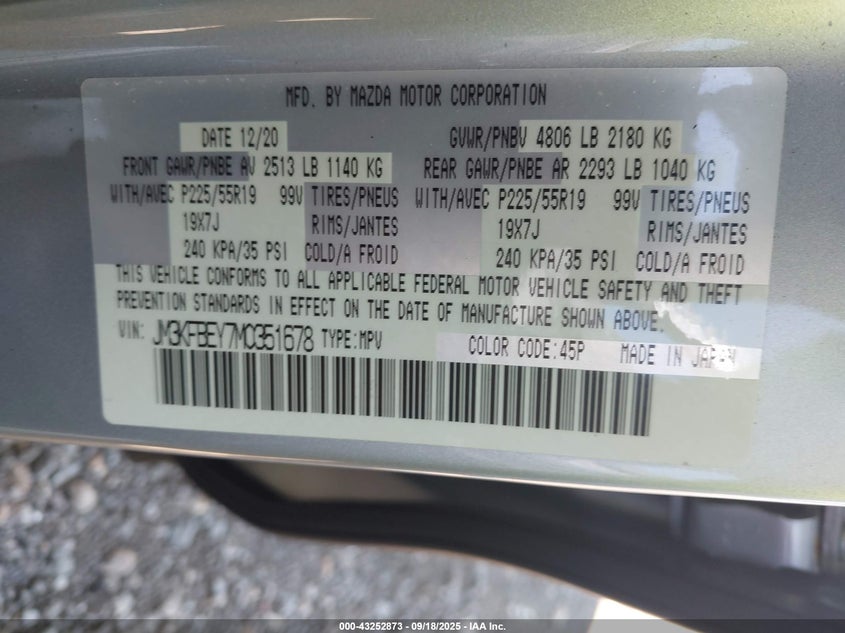 MFD. BY MAZDA MOTOR CORPORATION
DATE 12/20 GVWR/PNBV 4806 LB 2180 KG
FRONT GAWR/PNBE AV 2513 LB 1140 KG REAR GAWR/PNBE AR 2293 LB 1040 KG
WITH/AVEC P225/55R19 99V TIRES/PNEUS WITH/AVEC P225/55R19 99V TIRES/PNEUS
19X7J RIMS/JANTES 19X7J RIMS/JANTES
240 KPA/35 PSI COLD/A FROID 240 KPA/35 PSI COLD/A FROID
THIS VEHICLE CONFORMS TO ALL APPLICABLE FEDERAL MOTOR VEHICLE SAFETY AND THEFT
PREVENTION STANDARDS IN EFFECT ON THE DATE OF MANUFACTURE SHOWN ABOVE.
VIN: JM3KFBEY7M0351678 TYPE:MPV COLOR CODE:45P MADE IN JAPAN
000-43252873 - 09/18/2025 - IAA Inc.